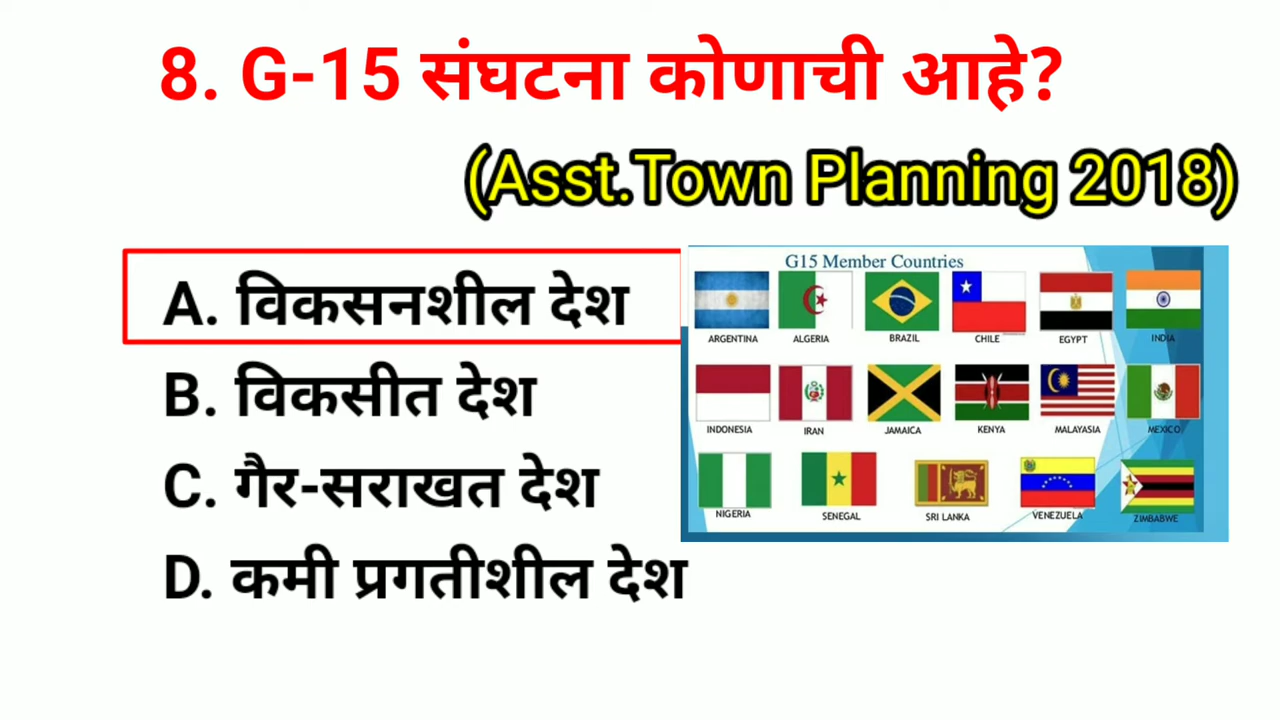 8. G-15 संघटना कोणाची आहे?
(Asst.Town Planning 2018)
A. विकसनशील देश
B. विकसीत देश
C. गैर-सराखत देश
D. कमी प्रगतीशील देश
G15 Member Countries
ARGENTINA ALGERIA BRAZIL CHILE EGYPT INDIA
INDONESIA IRAN JAMAICA KENYA MALAYASIA MEXICO
NIGERIA SENEGAL SRI LANKA VENEZUELA ZIMBABWE